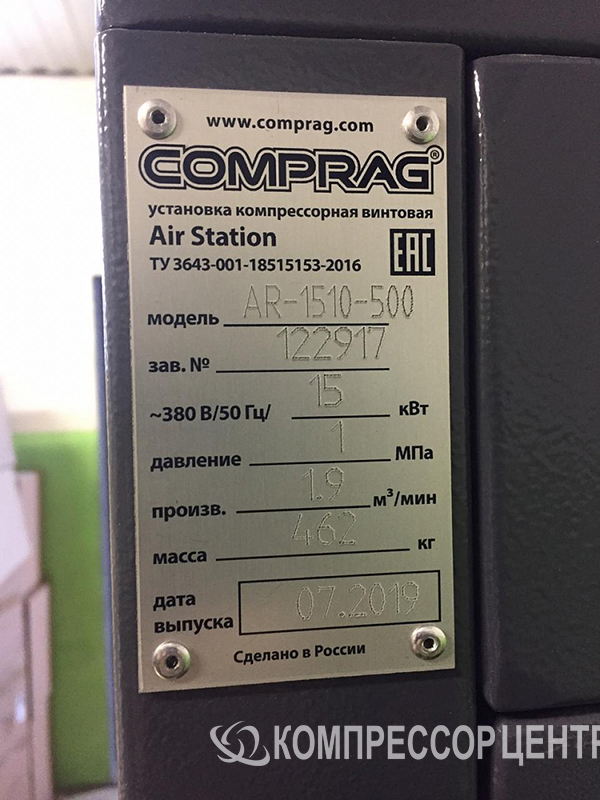 www.comprag.com
COMPRAG®
установка компрессорная винтовая
Air Station
ТУ 3643-001-18515153-2016
EAC
модель AR-1510-500
зав. № 122917
~380 В/50 Гц/ 15 кВт
давление 1 МПа
произв. 1.9 м³/мин
масса 462 кг
дата
выпуска 07.2019
Сделано в России
КОМПРЕССОРЦЕНТР